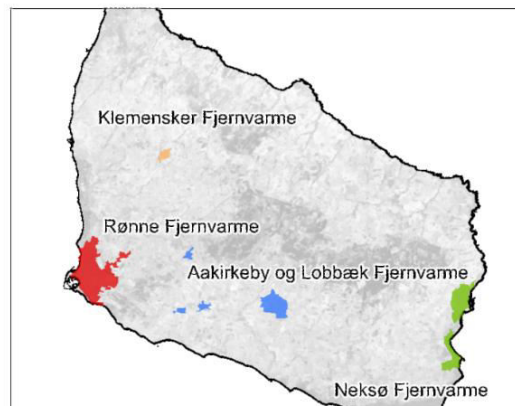 Klemensker Fjernvarme
Rønne Fjernvarme
Aakirkeby og Lobbæk Fjernvarme
Neksø Fjernvarme